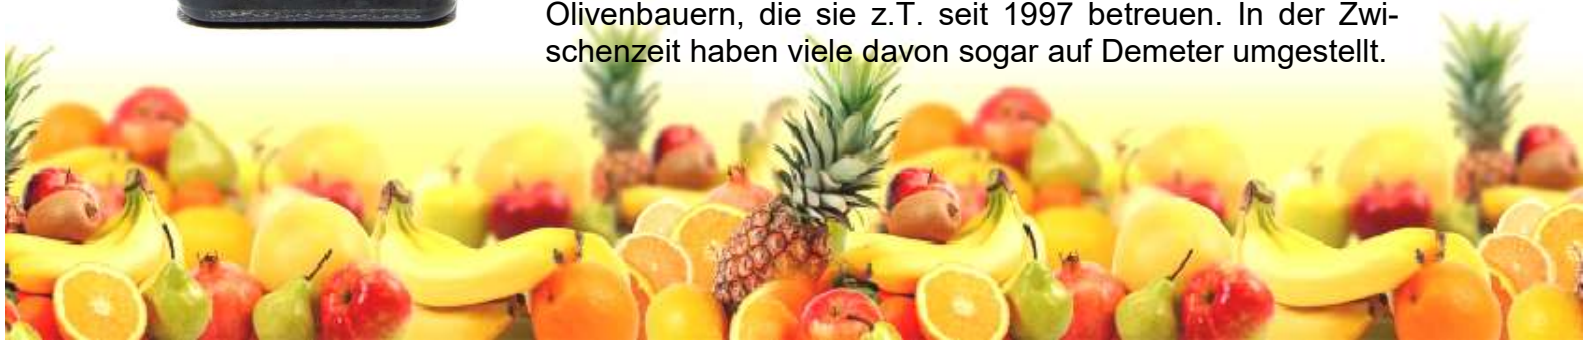 Olivenbauern, die sie z.T. seit 1997 betreuen. In der Zwi-
schenzeit haben viele davon sogar auf Demeter umgestellt.